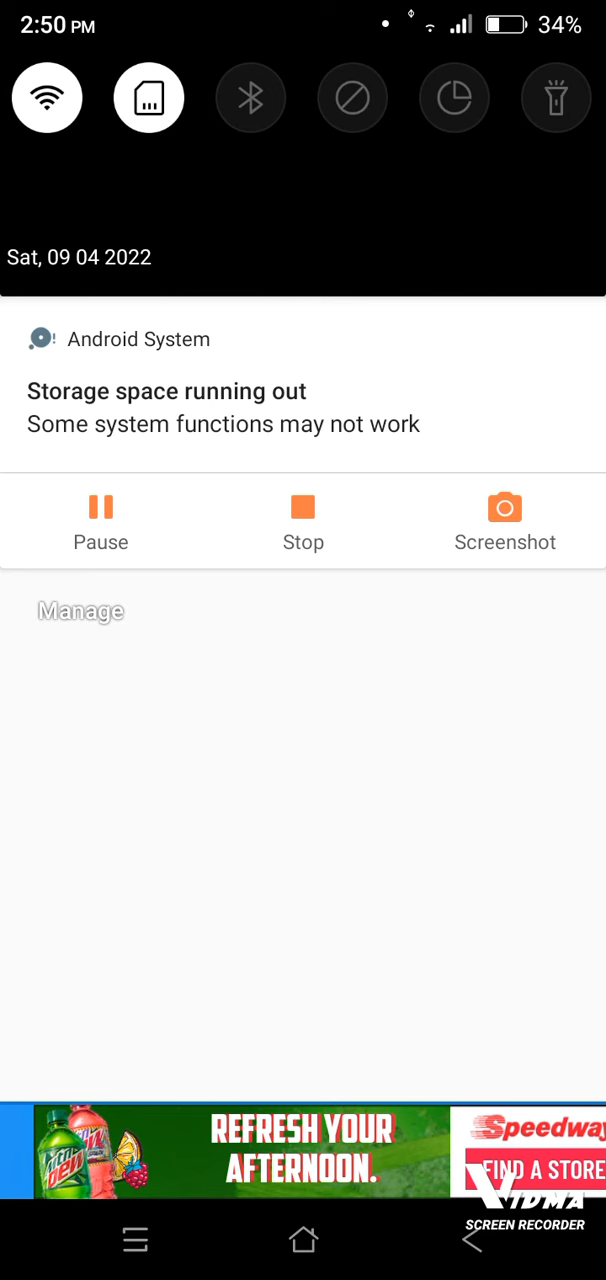 2:50 PM
34%
Sat, 09 04 2022
Android System
Storage space running out
Some system functions may not work
Pause
Stop
Screenshot
Manage
REFRESH YOUR
AFTERNOON.
Speedway
FIND A STORE
VIDMA
SCREEN RECORDER